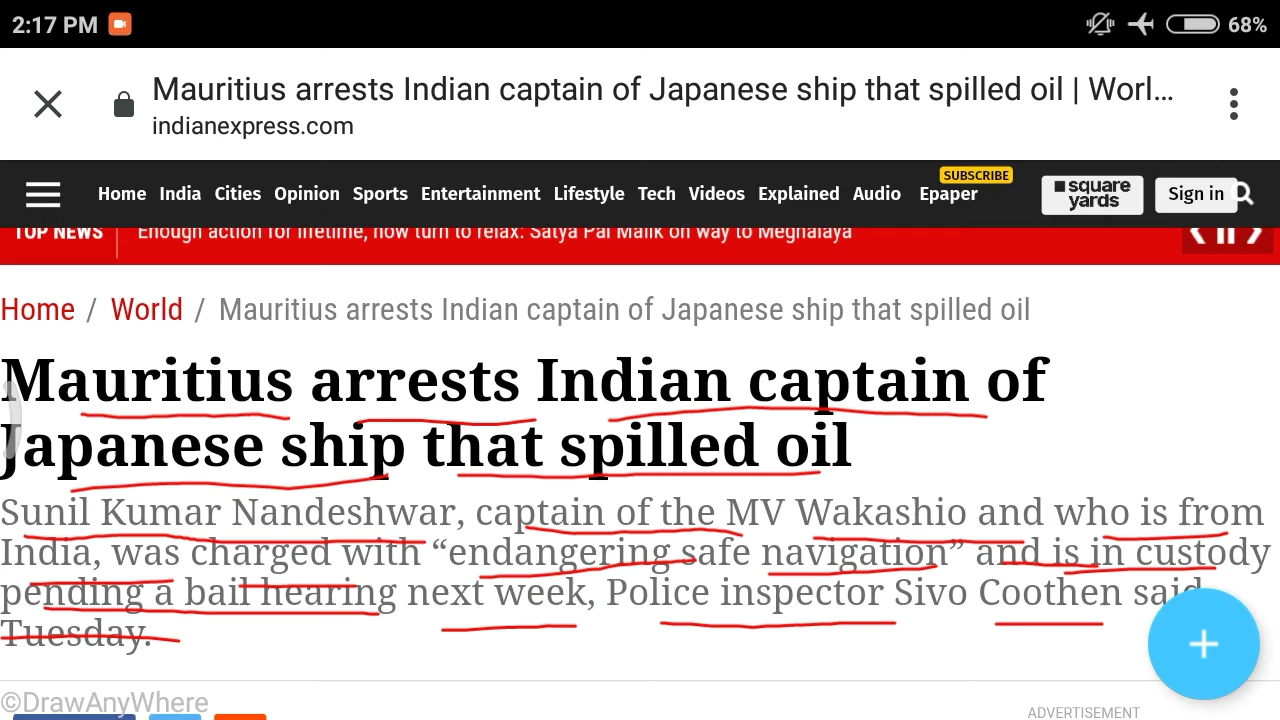 2:17 PM 68%
Mauritius arrests Indian captain of Japanese ship that spilled oil | Worl...
indianexpress.com
SUBSCRIBE
Home India Cities Opinion Sports Entertainment Lifestyle Tech Videos Explained Audio Epaper square yards Sign in
TOP NEWS Enough action for lifetime, now turn to relax: Satya Pal Malik on way to Meghalaya
Home / World / Mauritius arrests Indian captain of Japanese ship that spilled oil
Mauritius arrests Indian captain of
Japanese ship that spilled oil
Sunil Kumar Nandeshwar, captain of the MV Wakashio and who is from
India, was charged with “endangering safe navigation” and is in custody
pending a bail hearing next week, Police inspector Sivo Coothen said
Tuesday.
©DrawAnyWhere
ADVERTISEMENT